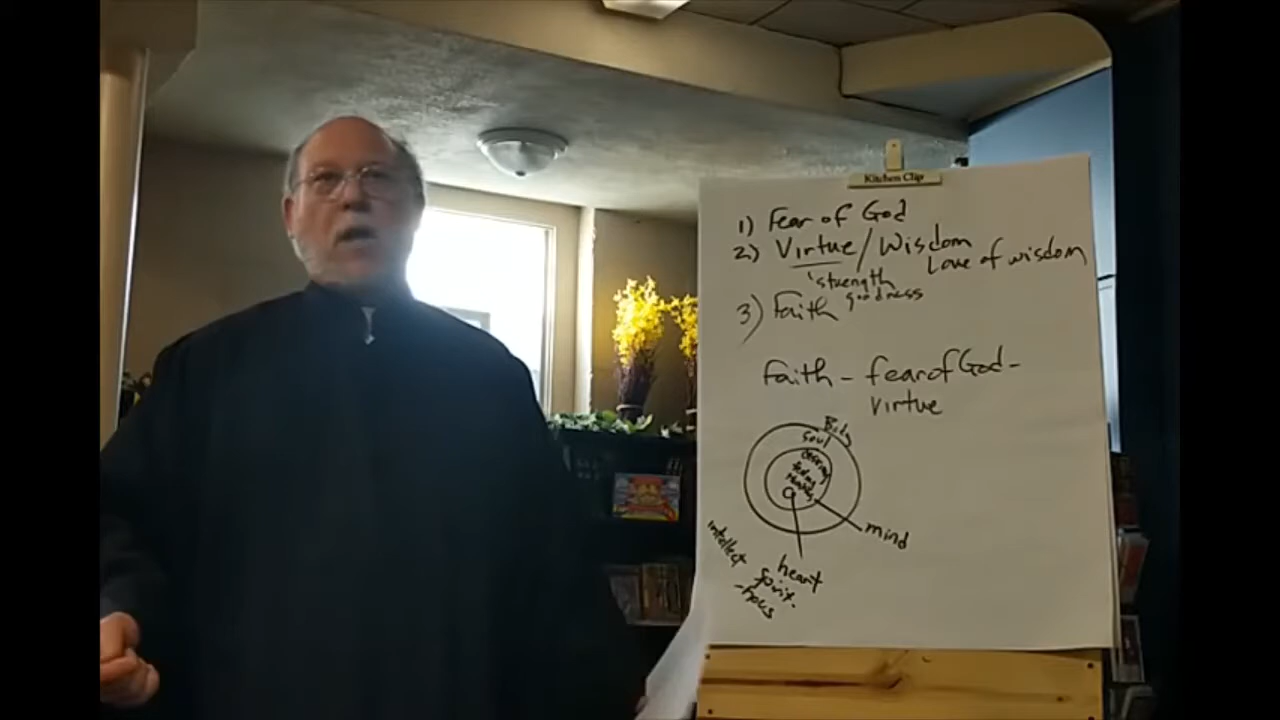 Kitchen Clip
1) Fear of God
2) Virtue / Wisdom
Love of wisdom
strength
goodness
3) Faith
Faith - fear of God -
virtue
Body
soul
mind
intellect
heart
spirit.